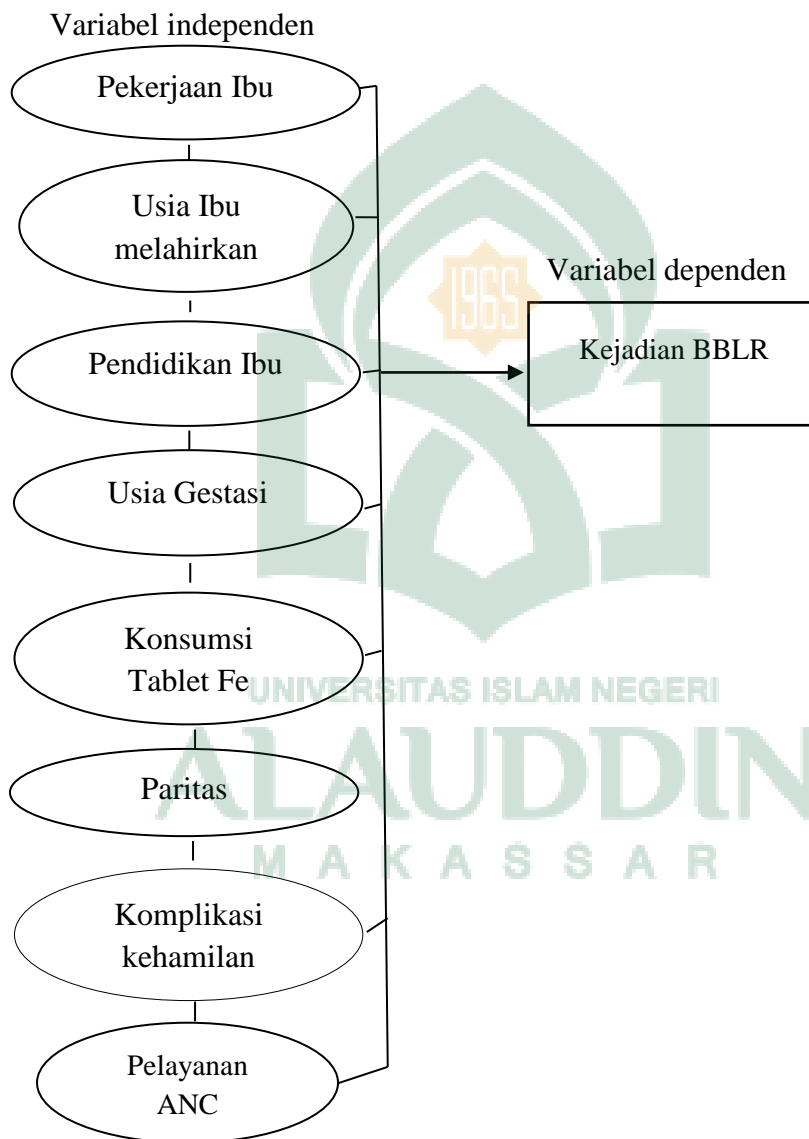 Variabel independen
Pekerjaan Ibu
Usia Ibu
melahirkan
Pendidikan Ibu
Usia Gestasi
Konsumsi
Tablet Fe
Paritas
Komplikasi
kehamilan
Pelayanan
ANC
Variabel dependen
Kejadian BBLR
1965
UNIVERSITAS ISLAM NEGERI
ALAUDDIN
MAKASSAR